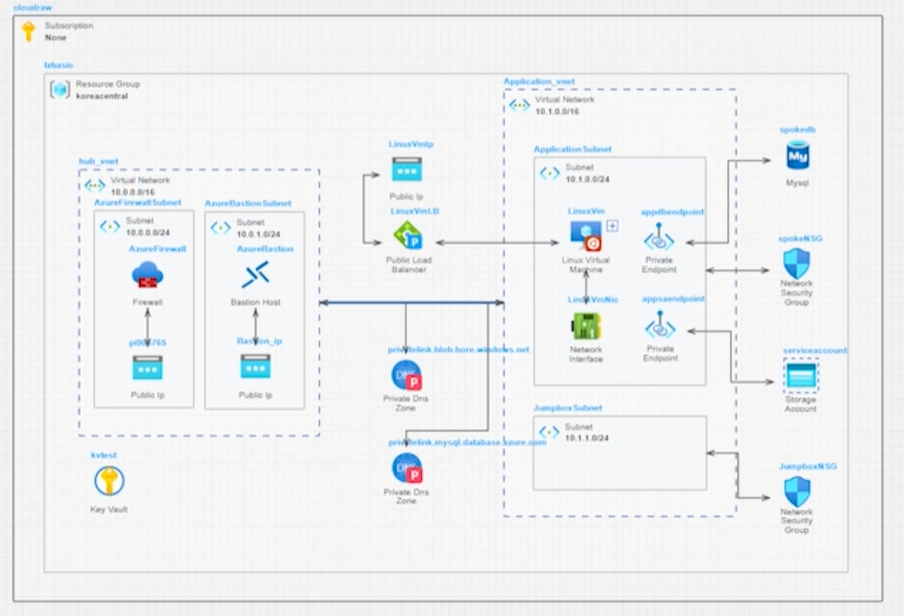 cloudraw
Subscription
None
lzbasic
Resource Group
koreacentral
hub_vnet
Virtual Network
10.0.0.0/16
AzureFirewallSubnet
Subnet
10.0.0.0/24
AzureFirewall
Firewall
Public Ip
AzureBastionSubnet
Subnet
10.0.1.0/24
AzureBastion
Bastion Host
Bastion_ip
Public Ip
kvtest
Key Vault
LinuxVmIp
Public Ip
LinuxVmLB
Public Load
Balancer
privatelink.blob.bore.windows.net
DNS
P
Private Dns
Zone
privatelink.mysql.database.azure.com
DNS
P
Private Dns
Zone
Application_vnet
Virtual Network
10.1.0.0/16
ApplicationSubnet
Subnet
10.1.0.0/24
LinuxVm
Linux Virtual
Machine
appdbendpoint
Private
Endpoint
LinuxVmNic
Network
Interface
appsaendpoint
Private
Endpoint
JumpboxSubnet
Subnet
10.1.1.0/24
spokedb
My
Mysql
spokeNSG
Network
Security
Group
serviceaccount
Storage
Account
JumpboxNSG
Network
Security
Group